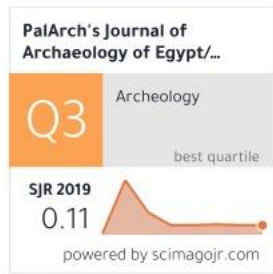 PalArch's Journal of
Archaeology of Egypt/...
Q3
Archeology
best quartile
SJR 2019
0.11
powered by scimagojr.com